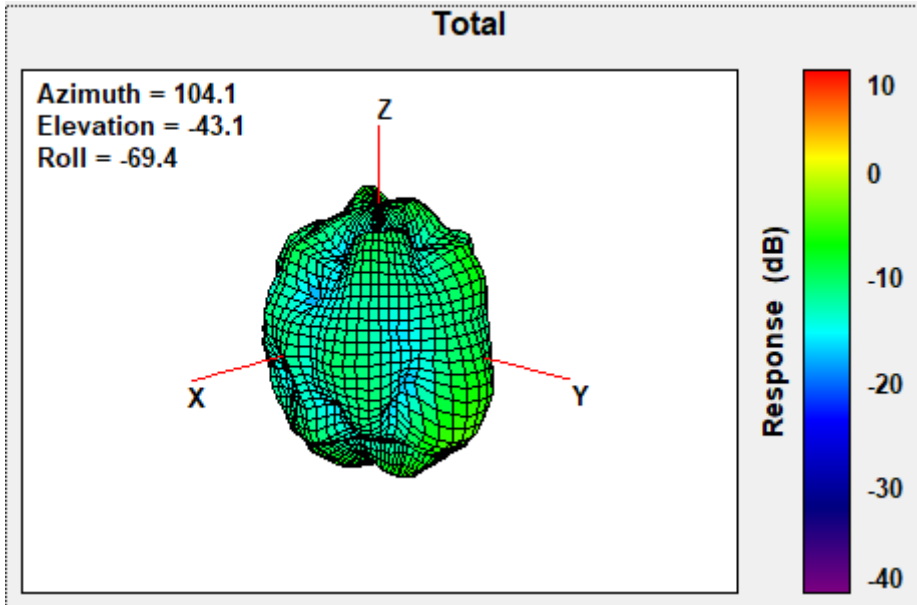 Total
Azimuth = 104.1
Elevation = -43.1
Roll = -69.4
Z
X
Y
Response (dB)
10
0
-10
-20
-30
-40